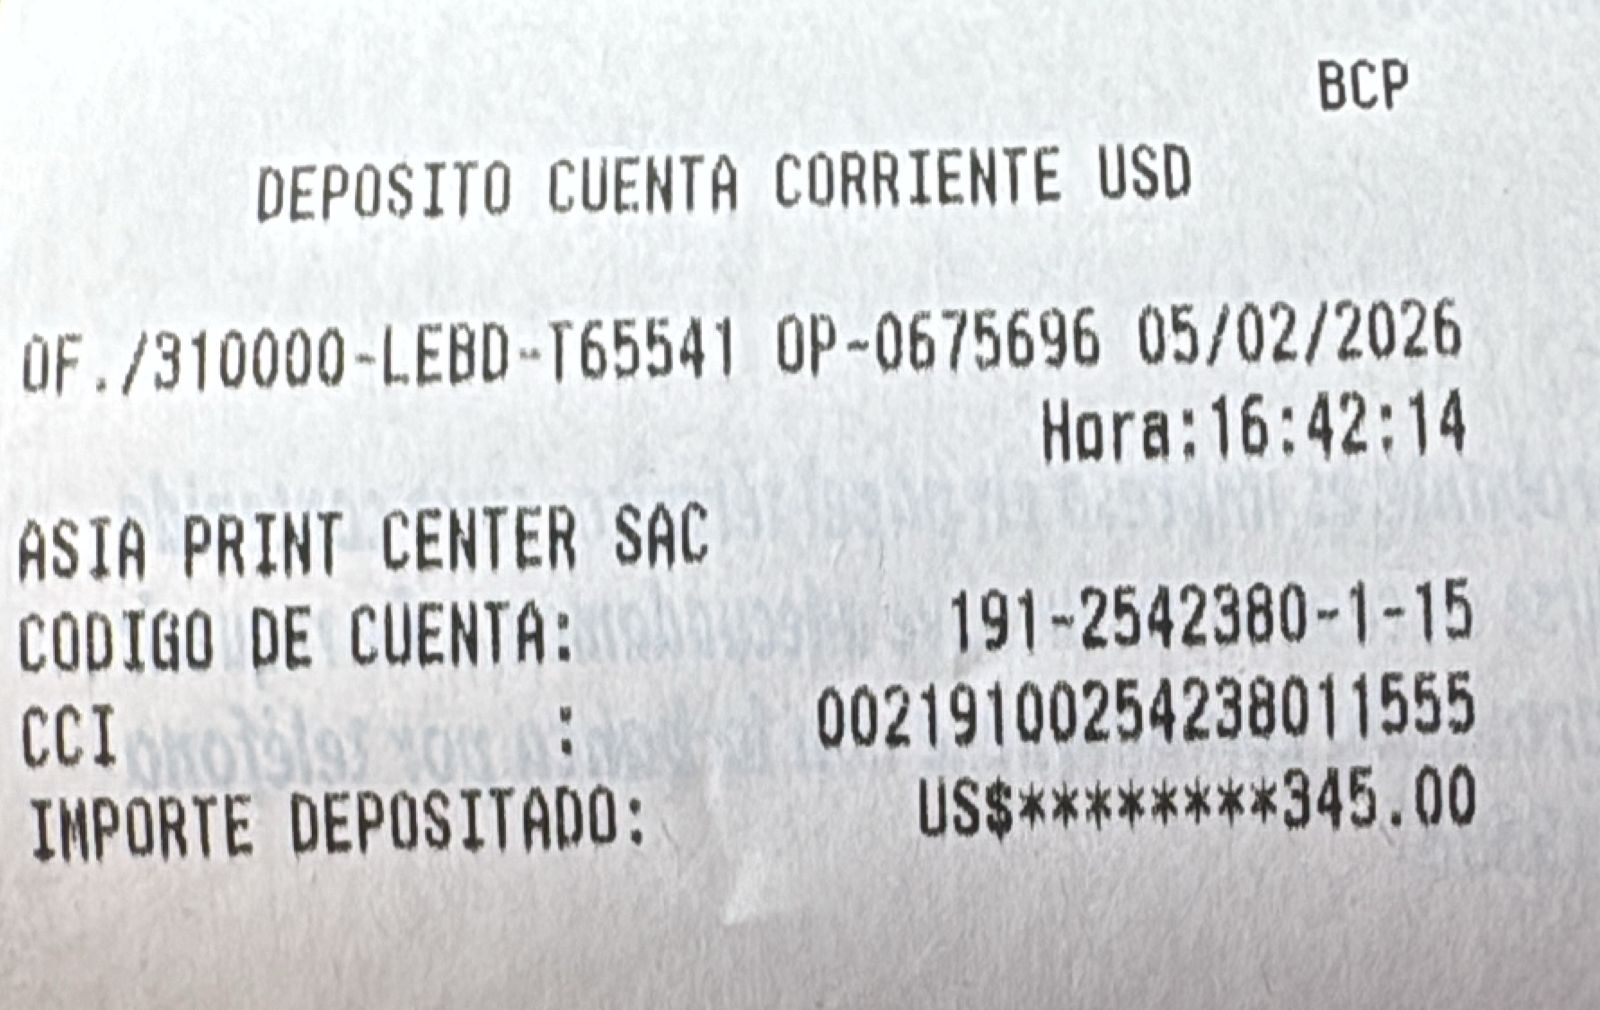 BCP
DEPOSITO CUENTA CORRIENTE USD
OF./310000-LEBD-T65541 OP-0675696 05/02/2026
Hora:16:42:14
ASIA PRINT CENTER SAC
CODIGO DE CUENTA: 191-2542380-1-15
CCI : 00219100254238011555
IMPORTE DEPOSITADO: US$********345.00